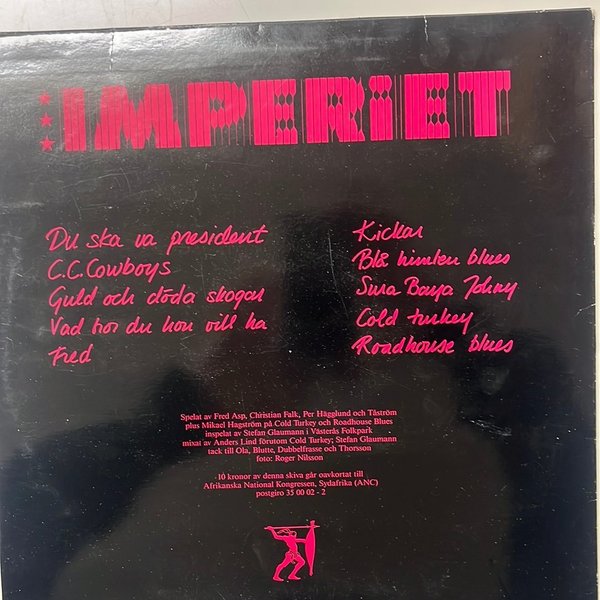 IMPERIET
Du ska va president
C.C. Cowboys
Guld och döda skogar
Vad tror du hon vill ha
Fred
Kickar
Blå himlen blues
Sura Baya Johny
Cold turkey
Roadhouse blues
Spelat av Fred Asp, Christian Falk, Per Hägglund och Täström
plus Mikael Hagström på Cold Turkey och Roadhouse Blues
inspelat av Stefan Glaumann i Västerås Folkpark
mixat av Anders Lind förutom Cold Turkey; Stefan Glaumann
tack till Ola, Blutte, Dubbelfrasse och Thorsson
foto: Roger Nilsson
10 kronor av denna skiva går oavkortat till
Afrikanska National Kongressen, Sydafrika (ANC)
postgiro 35 00 02 - 2